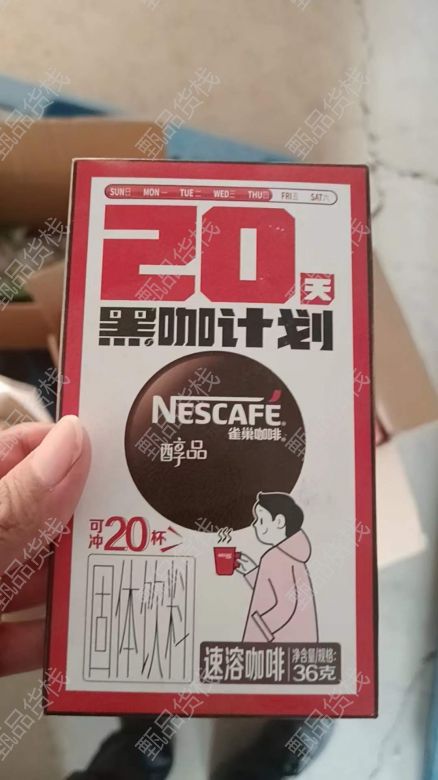 SUN日 MON一 TUE二 WED三 THU四 FRI五 SAT六
20天
黑咖计划
NESCAFÉ®
雀巢咖啡®
醇品
可冲20杯
固体饮料
速溶咖啡 净含量/规格: 36克
甄品货栈